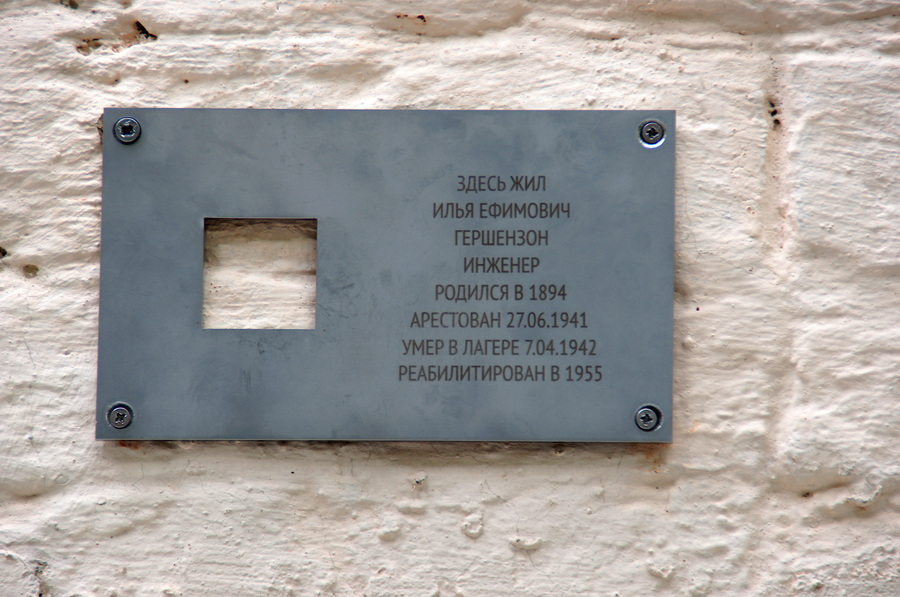 ЗДЕСЬ ЖИЛ
ИЛЬЯ ЕФИМОВИЧ
ГЕРШЕНЗОН
ИНЖЕНЕР
РОДИЛСЯ В 1894
АРЕСТОВАН 27.06.1941
УМЕР В ЛАГЕРЕ 7.04.1942
РЕАБИЛИТИРОВАН В 1955